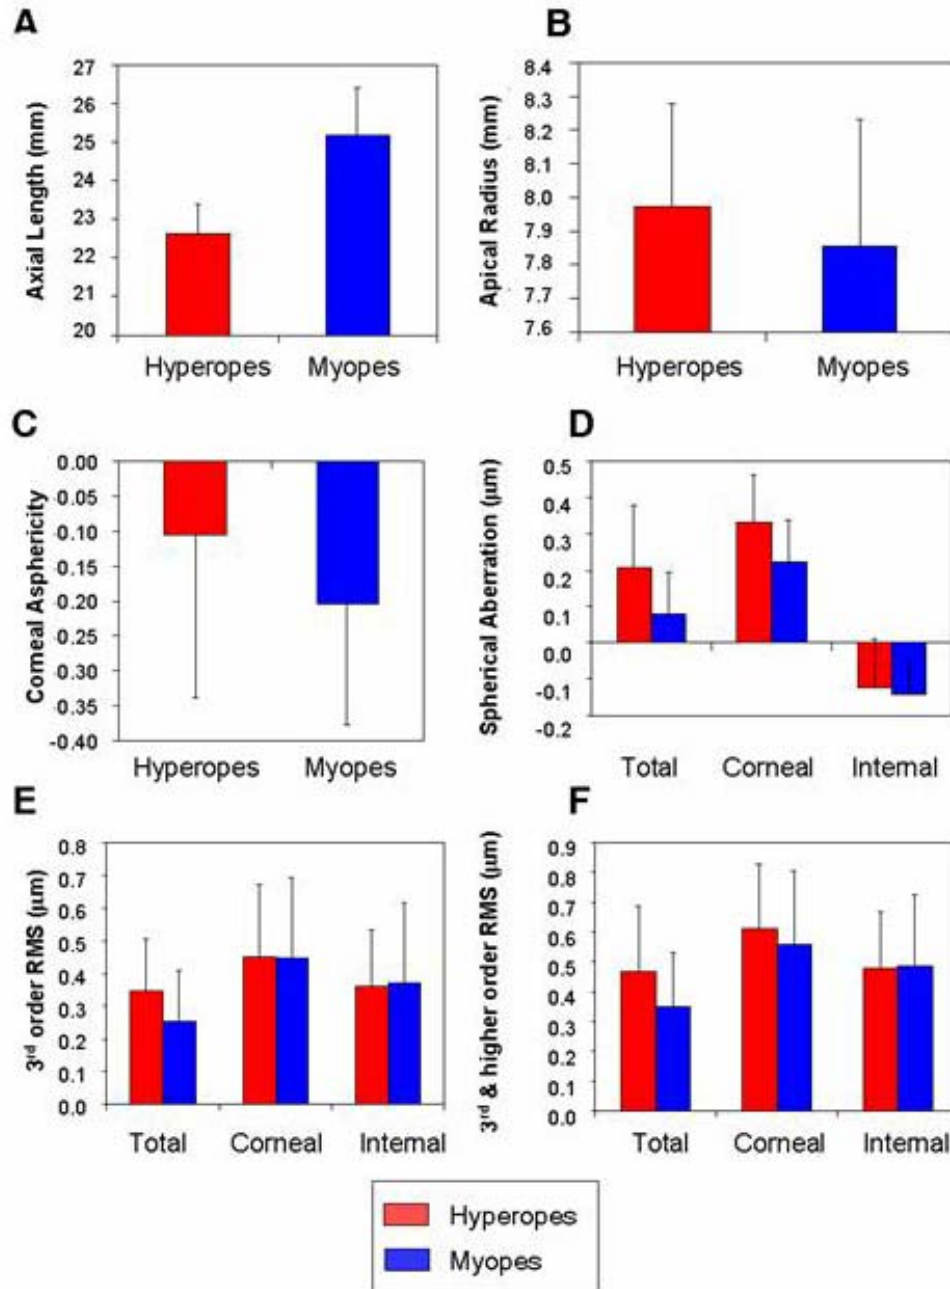 A
Axial Length (mm)
27
26
25
24
23
22
21
20
Hyperopes Myopes
B
Apical Radius (mm)
8.4
8.3
8.2
8.1
8.0
7.9
7.8
7.7
7.6
Hyperopes Myopes
C
Corneal Asphericity
0.00
-0.05
-0.10
-0.15
-0.20
-0.25
-0.30
-0.35
-0.40
Hyperopes Myopes
D
Spherical Aberration (μm)
0.5
0.4
0.3
0.2
0.1
0.0
-0.1
-0.2
Total Corneal Internal
E
3rd order RMS (μm)
0.8
0.7
0.6
0.5
0.4
0.3
0.2
0.1
0.0
Total Corneal Internal
F
3rd & higher order RMS (μm)
0.9
0.8
0.7
0.6
0.5
0.4
0.3
0.2
0.1
0.0
Total Corneal Internal
Hyperopes
Myopes